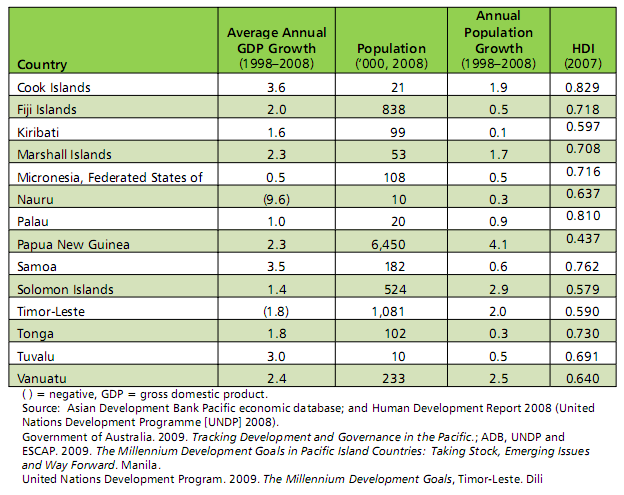 Country Average Annual GDP Growth (1998–2008) Population ('000, 2008) Annual Population Growth (1998–2008) HDI (2007)
Cook Islands 3.6 21 1.9 0.829
Fiji Islands 2.0 838 0.5 0.718
Kiribati 1.6 99 0.1 0.597
Marshall Islands 2.3 53 1.7 0.708
Micronesia, Federated States of 0.5 108 0.5 0.716
Nauru (9.6) 10 0.3 0.637
Palau 1.0 20 0.9 0.810
Papua New Guinea 2.3 6,450 4.1 0.437
Samoa 3.5 182 0.6 0.762
Solomon Islands 1.4 524 2.9 0.579
Timor-Leste (1.8) 1,081 2.0 0.590
Tonga 1.8 102 0.3 0.730
Tuvalu 3.0 10 0.5 0.691
Vanuatu 2.4 233 2.5 0.640
( ) = negative, GDP = gross domestic product.
Source: Asian Development Bank Pacific economic database; and Human Development Report 2008 (United
Nations Development Programme [UNDP] 2008).
Government of Australia. 2009. Tracking Development and Governance in the Pacific.; ADB, UNDP and
ESCAP. 2009. The Millennium Development Goals in Pacific Island Countries: Taking Stock, Emerging Issues
and Way Forward. Manila.
United Nations Development Program. 2009. The Millennium Development Goals, Timor-Leste. Dili